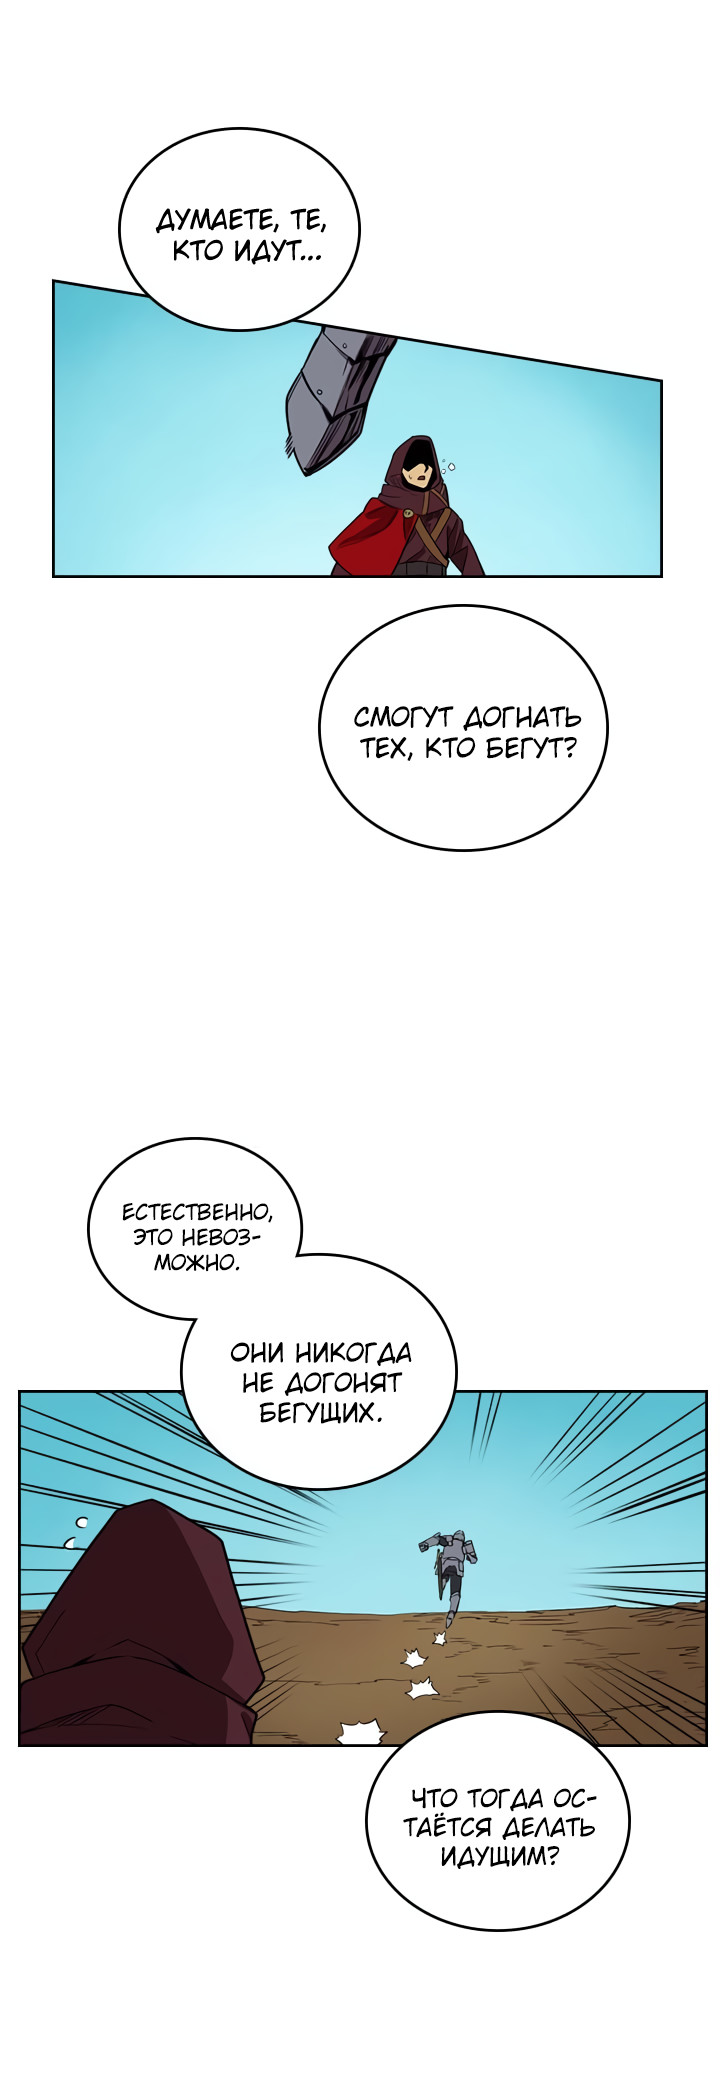 ДУМАЕТЕ, ТЕ,
КТО ИДУТ...
СМОГУТ ДОГНАТЬ
ТЕХ, КТО БЕГУТ?
ЕСТЕСТВЕННО,
ЭТО НЕВОЗ-
МОЖНО.
ОНИ НИКОГДА
НЕ ДОГОНЯТ
БЕГУЩИХ.
ЧТО ТОГДА ОС-
ТАЁТСЯ ДЕЛАТЬ
ИДУЩИМ?